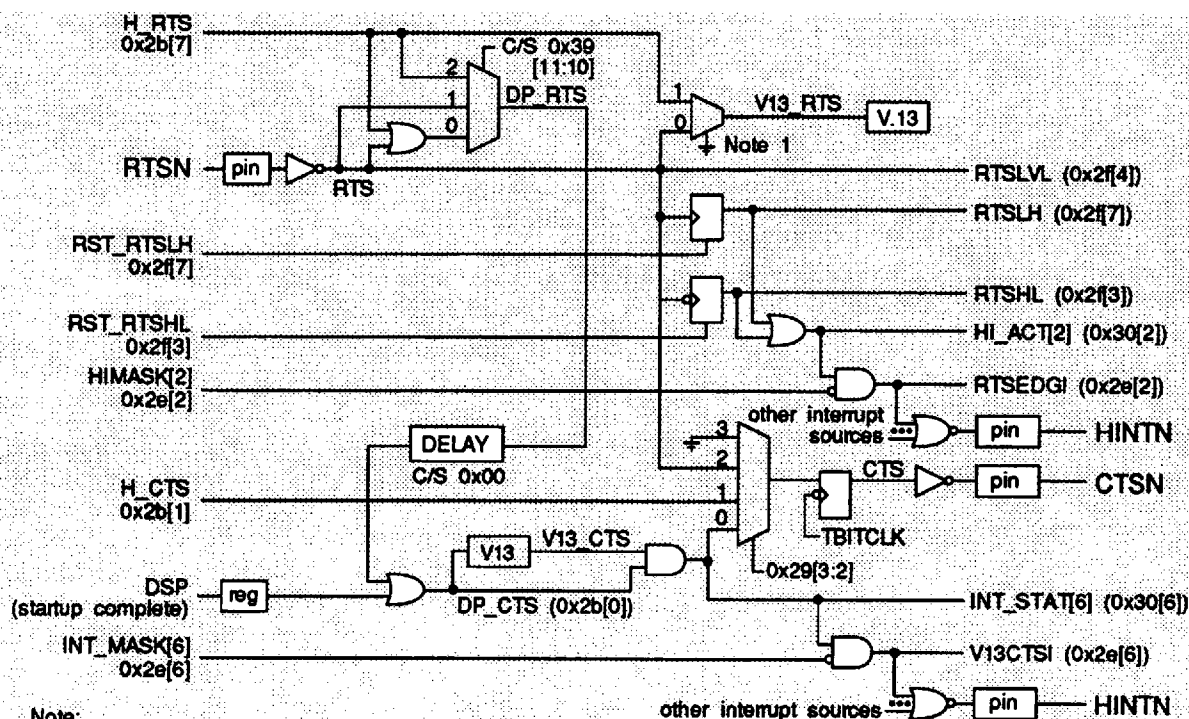 H_RTS
0x2b[7]
C/S 0x39
[11:10]
2
DP_RTS
1
0
1
V13_RTS
V.13
0
Note 1
RTSN
pin
RTS
RTSLVL (0x2f[4])
RTSLH (0x2f[7])
RST_RTSLH
0x2f[7]
RTSHL (0x2f[3])
RST_RTSHL
0x2f[3]
HI_ACT[2] (0x30[2])
HIMASK[2]
0x2e[2]
RTSEDGI (0x2e[2])
other interrupt
sources
pin
HINTN
3
DELAY
C/S 0x00
2
CTS
pin
CTSN
H_CTS
0x2b[1]
1
0
TBITCLK
V13
V13_CTS
0x29[3:2]
DSP
(startup complete)
reg
DP_CTS (0x2b[0])
INT_STAT[6] (0x30[6])
INT_MASK[6]
0x2e[6]
V13CTSI (0x2e[6])
other interrupt sources
pin
HINTN
Note: